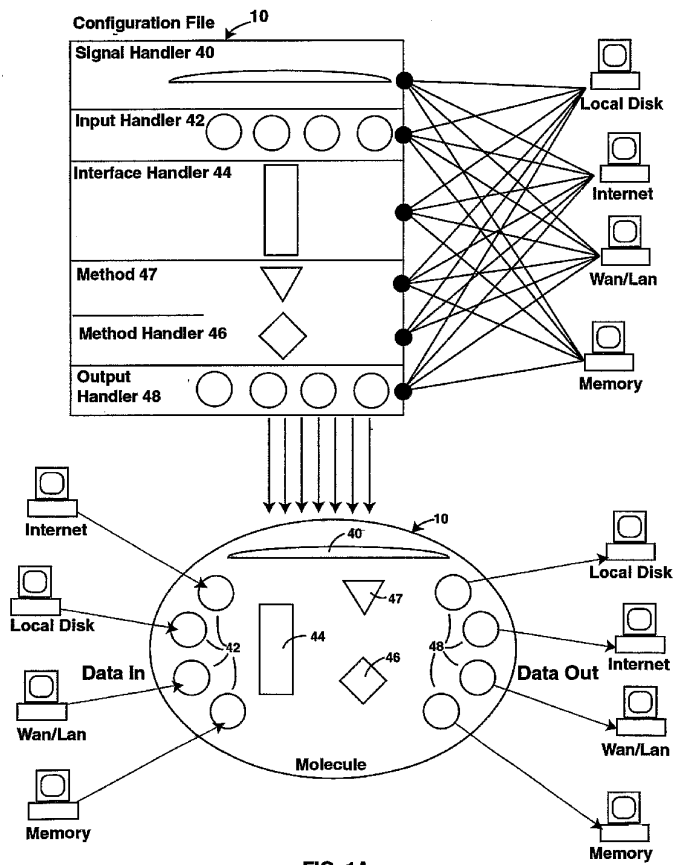 Configuration File
10
Signal Handler 40
Input Handler 42
Interface Handler 44
Method 47
Method Handler 46
Output
Handler 48
Local Disk
Internet
Wan/Lan
Memory
10
40
47
44
42
46
48
Internet
Local Disk
Data In
Wan/Lan
Memory
Molecule
Local Disk
Internet
Data Out
Wan/Lan
Memory
FIG. 1A